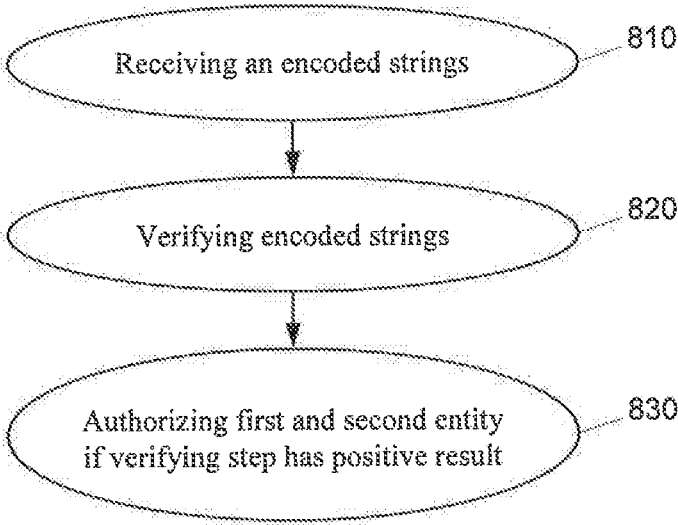 810
Receiving an encoded strings
820
Verifying encoded strings
830
Authorizing first and second entity
if verifying step has positive result